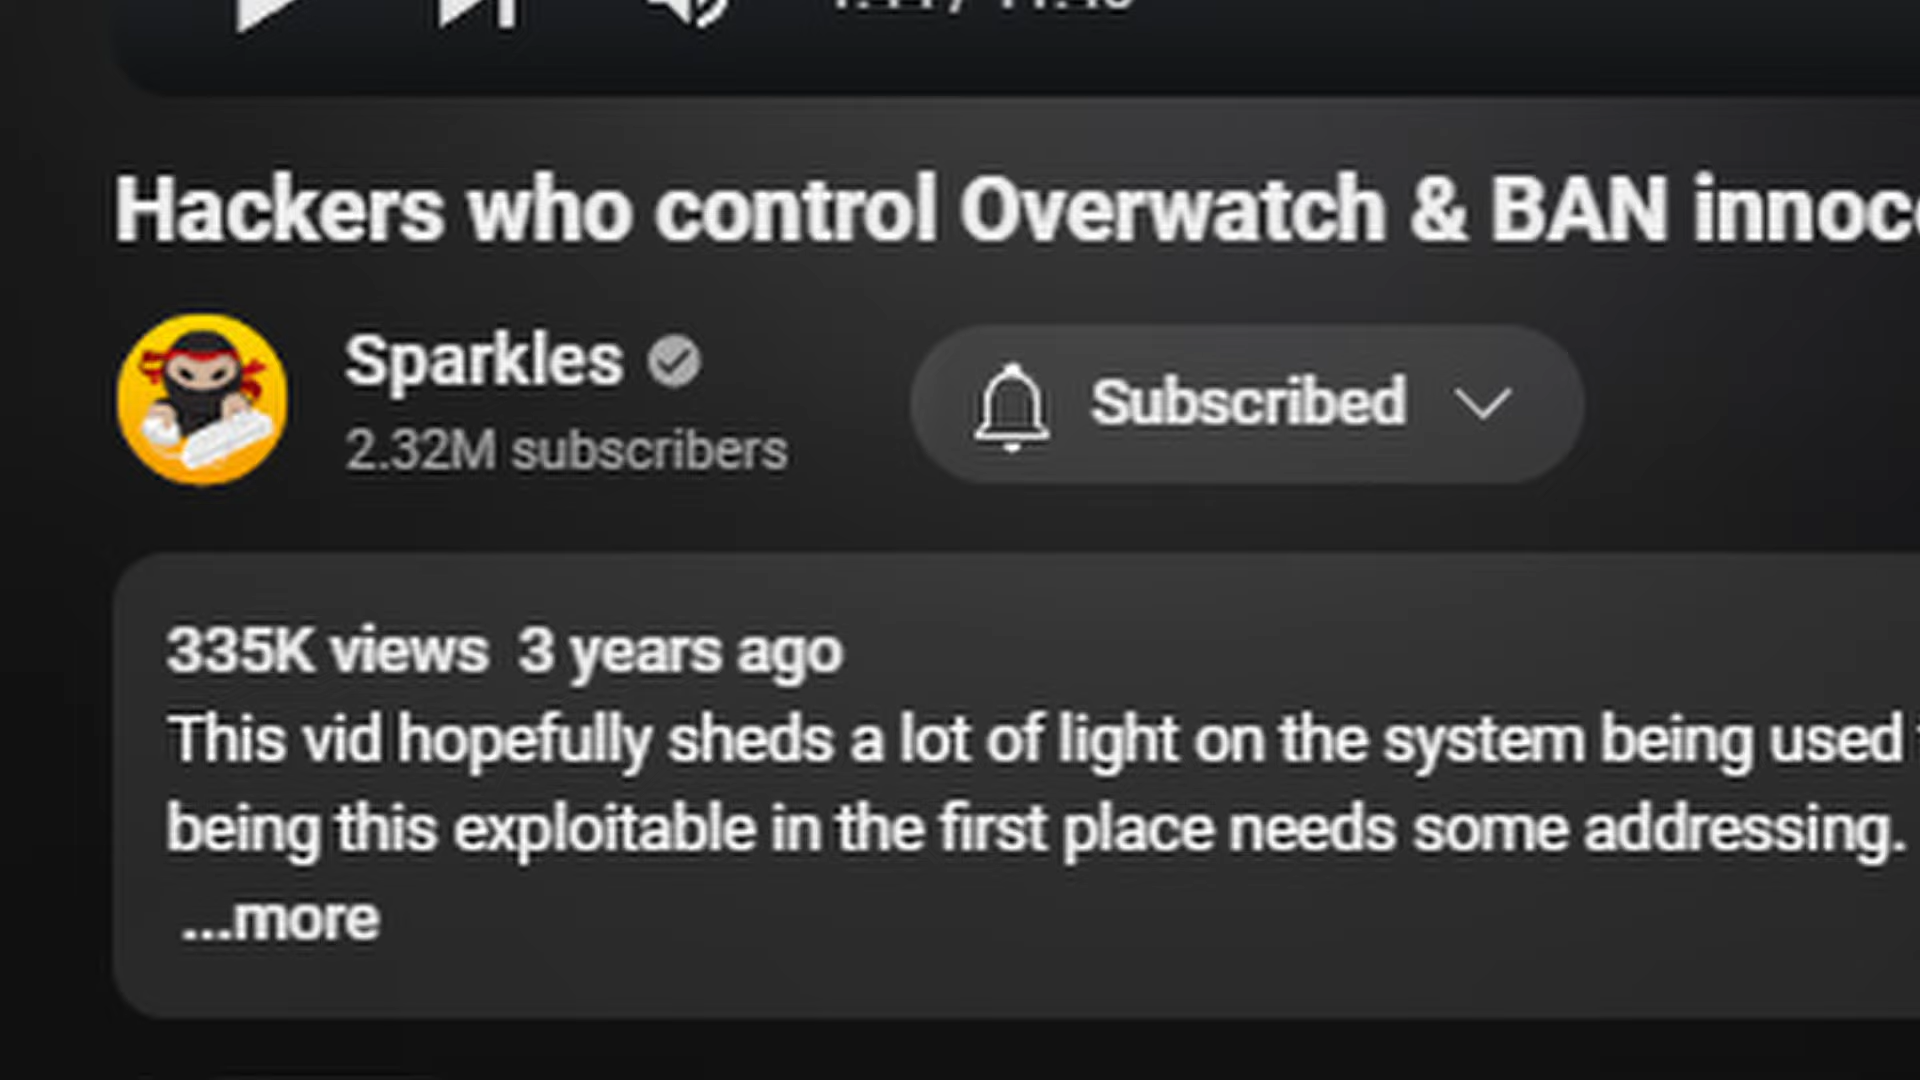 Hackers who control Overwatch & BAN
Sparkles
2.32M subscribers
Subscribed
335K views 3 years ago
This vid hopefully sheds a lot of light on the system being used
being this exploitable in the first place needs some addressing.
...more